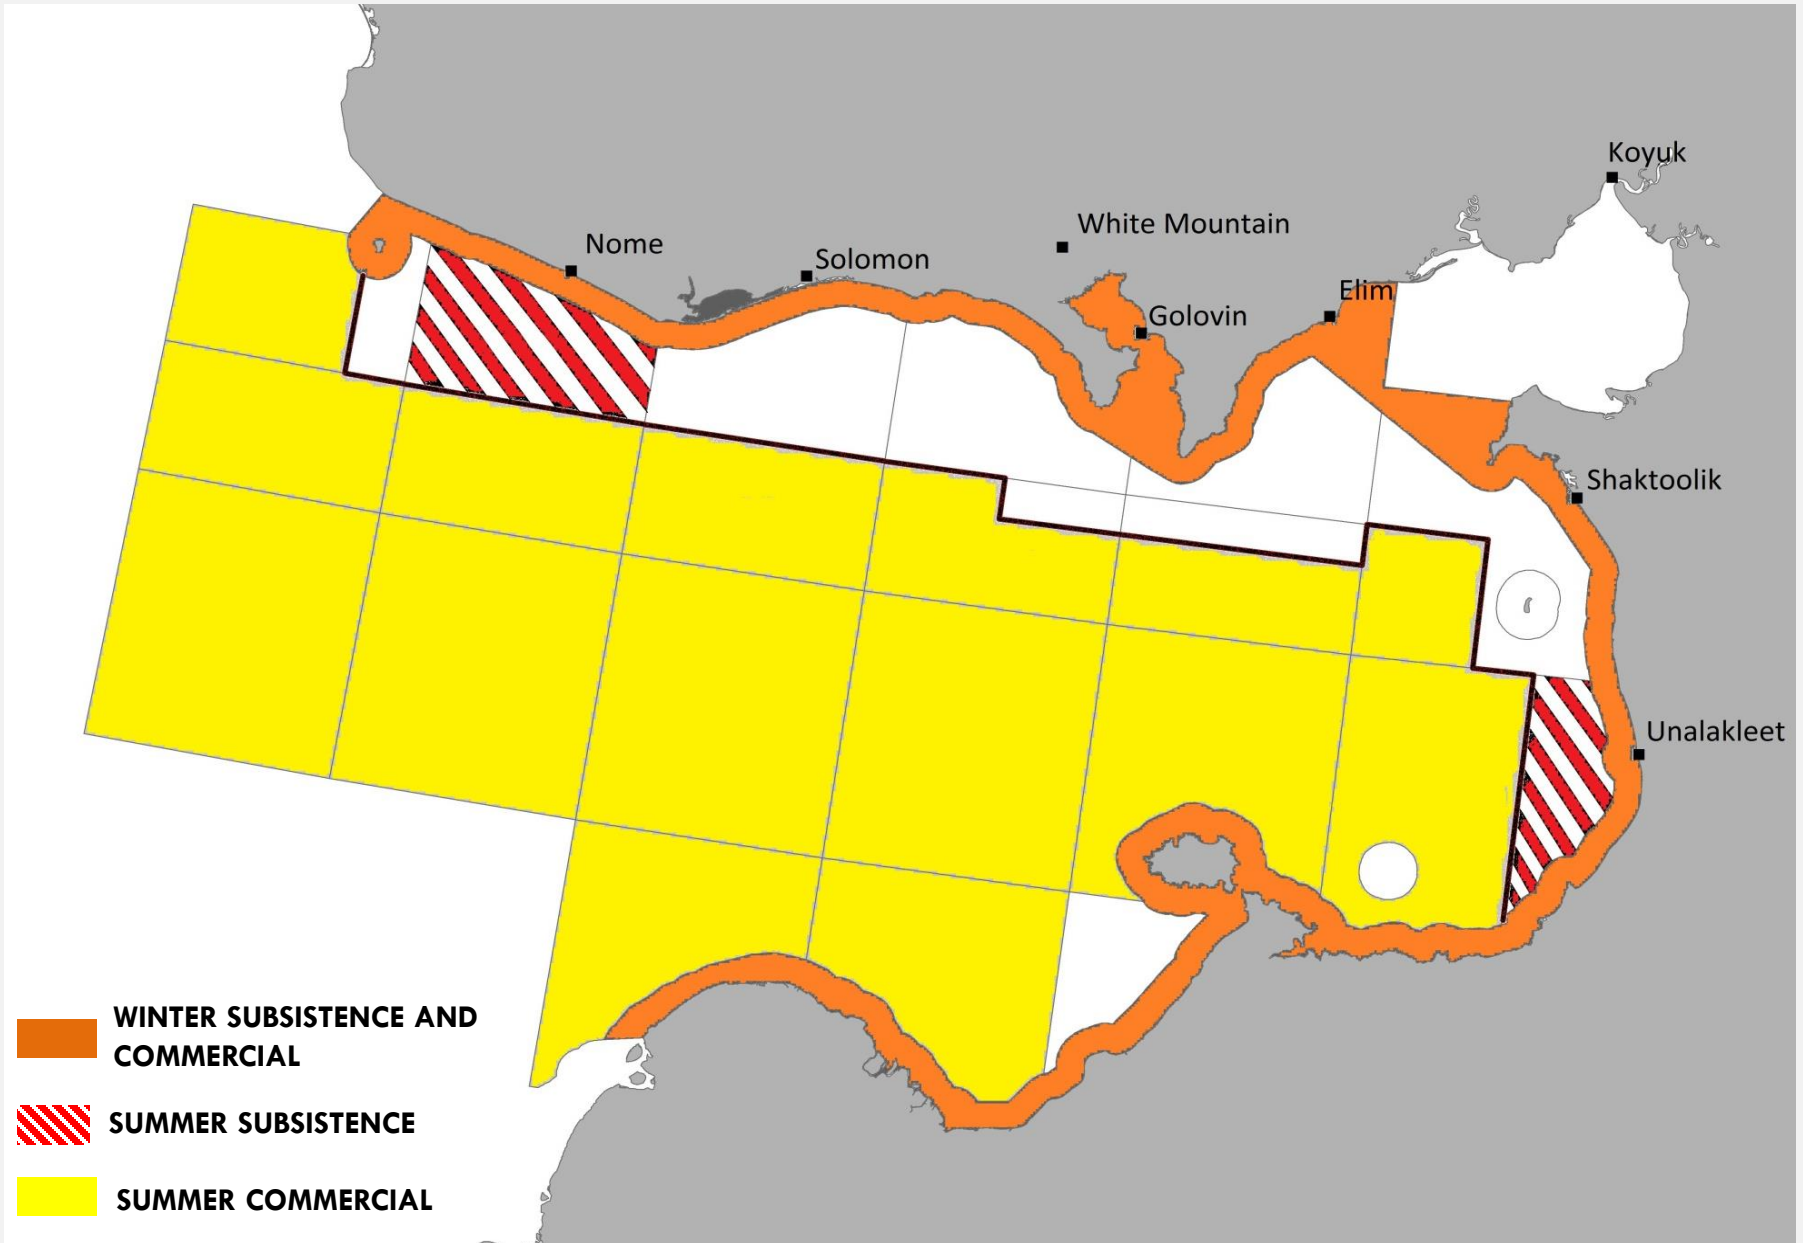 Koyuk
White Mountain
Nome
Solomon
Elim
Golovin
Shaktoolik
Unalakleet
WINTER SUBSISTENCE AND
COMMERCIAL
SUMMER SUBSISTENCE
SUMMER COMMERCIAL